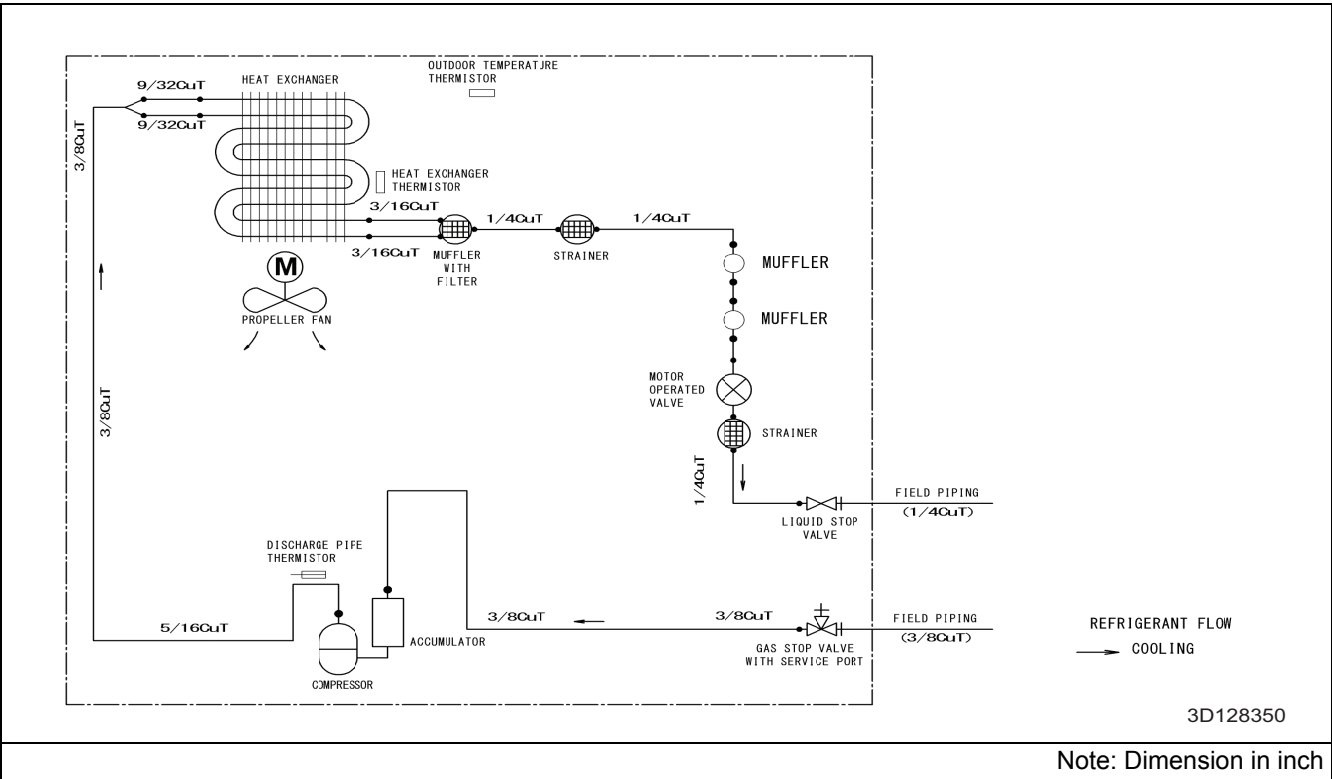 OUTDOOR TEMPERATJRE
THERMISTOR
9/32CuT
HEAT EXCHANGER
9/32CuT
3/8CuT
HEAT EXCHANGER
THERMISTOR
3/16CuT
1/4CuT
1/4CuT
3/16CuT
MUFFLER
WITH
F:LTER
STRAINER
MUFFLER
M
PROPELLER FAN
MUFFLER
MOTOR
OPERATED
VALVE
3/8CuT
STRAINER
1/4CuT
FIELD PIPING
(1/4CuT)
LIQUID STOP
VALVE
DISCHARGE PIFE
THERMISTOR
5/16CuT
ACCUMULATOR
3/8CuT
3/8CuT
FIELD PIPING
(3/8CuT)
GAS STOP VALVE
WITH SERVICE PORT
COMPRESSOR
REFRIGERANT FLOW
COOLING
3D128350
Note: Dimension in inch